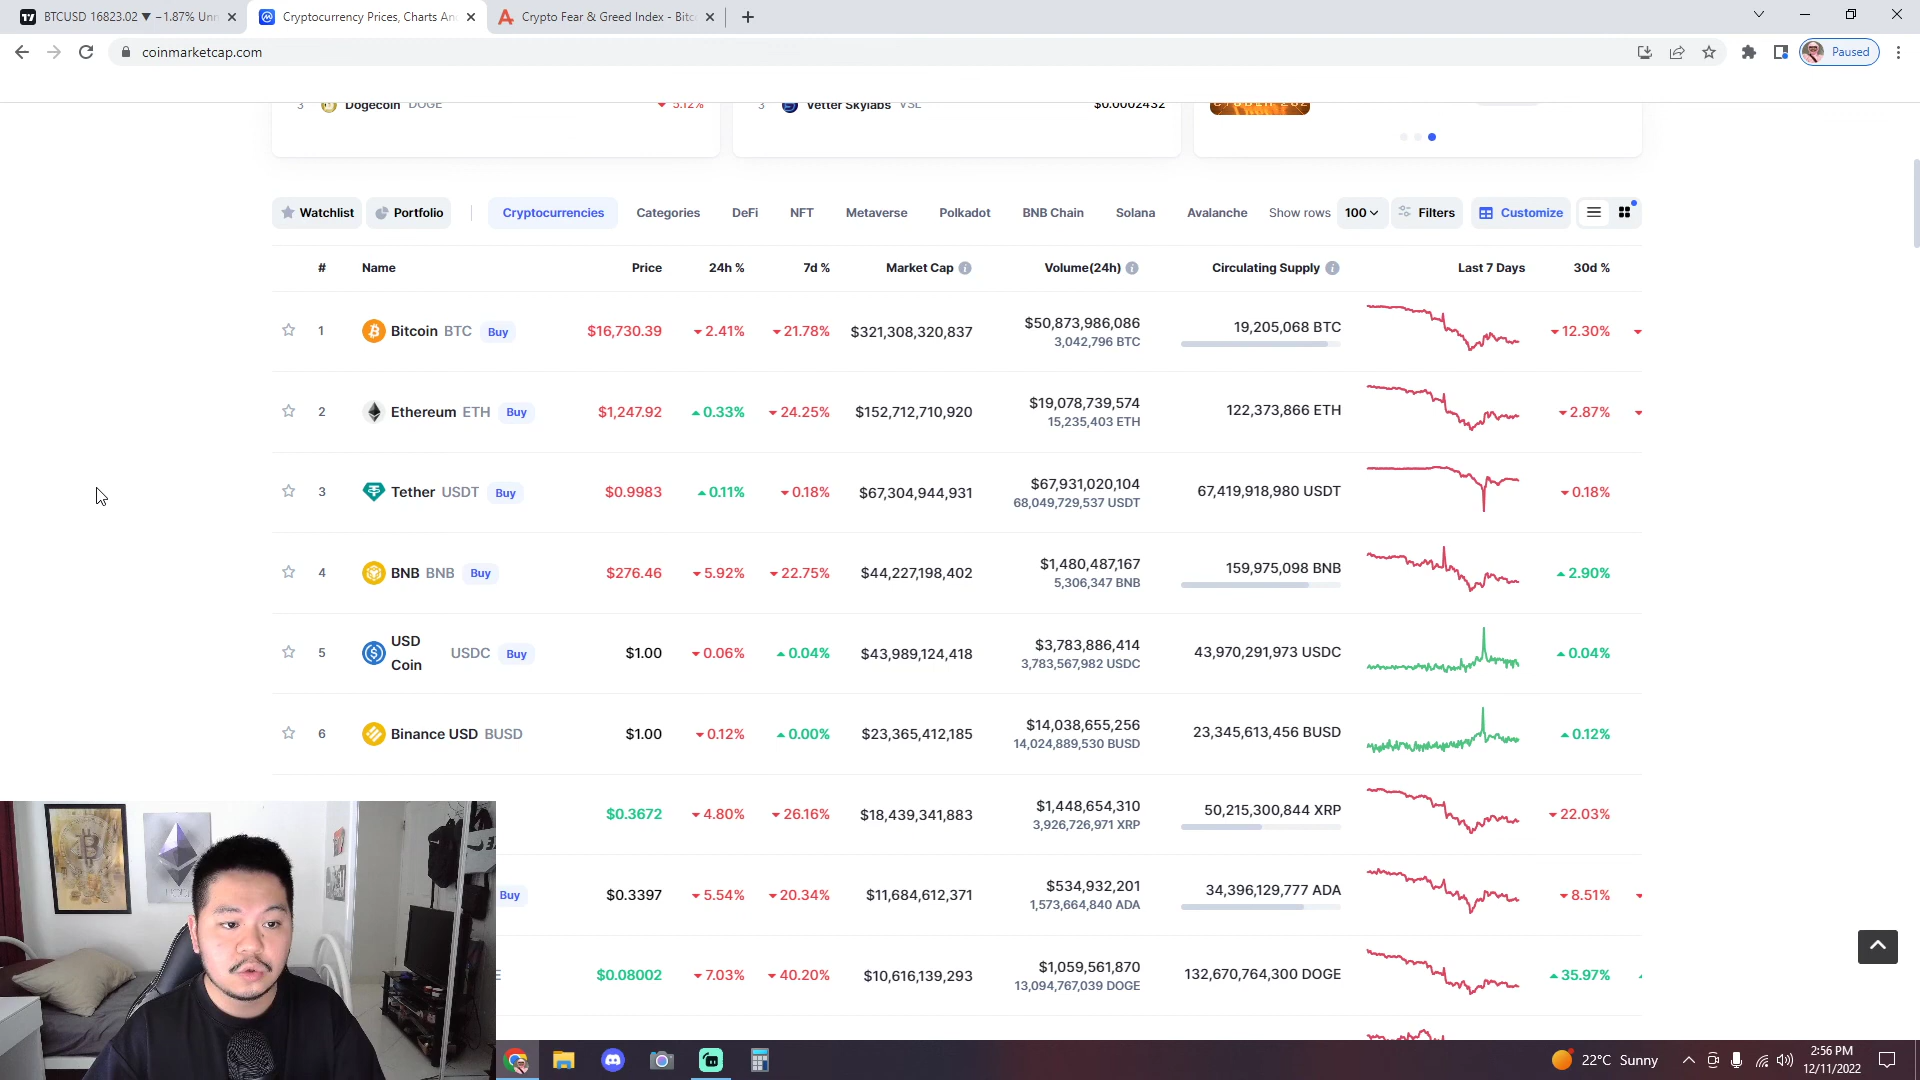 BTCUSD 16823.02 ▼ −1.87% Unn
Cryptocurrency Prices, Charts An
Crypto Fear & Greed Index - Bitc
coinmarketcap.com
Paused
3 Dogecoin DOGE 5.12%
3 Vetter Skylabs VSL $0.0002432
Watchlist Portfolio Cryptocurrencies Categories DeFi NFT Metaverse Polkadot BNB Chain Solana Avalanche Show rows 100 Filters Customize
# Name Price 24h % 7d % Market Cap Volume(24h) Circulating Supply Last 7 Days 30d %
1 Bitcoin BTC Buy $16,730.39 2.41% 21.78% $321,308,320,837 $50,873,986,086 19,205,068 BTC 12.30%
3,042,796 BTC
2 Ethereum ETH Buy $1,247.92 0.33% 24.25% $152,712,710,920 $19,078,739,574 122,373,866 ETH 2.87%
15,235,403 ETH
3 Tether USDT Buy $0.9983 0.11% 0.18% $67,304,944,931 $67,931,020,104 67,419,918,980 USDT 0.18%
68,049,729,537 USDT
4 BNB BNB Buy $276.46 5.92% 22.75% $44,227,198,402 $1,480,487,167 159,975,098 BNB 2.90%
5,306,347 BNB
5 USD Coin USDC Buy $1.00 0.06% 0.04% $43,989,124,418 $3,783,886,414 43,970,291,973 USDC 0.04%
3,783,567,982 USDC
6 Binance USD BUSD $1.00 0.12% 0.00% $23,365,412,185 $14,038,655,256 23,345,613,456 BUSD 0.12%
14,024,889,530 BUSD
$0.3672 4.80% 26.16% $18,439,341,883 $1,448,654,310 50,215,300,844 XRP 22.03%
3,926,726,971 XRP
Buy $0.3397 5.54% 20.34% $11,684,612,371 $534,932,201 34,396,129,777 ADA 8.51%
1,573,664,840 ADA
E $0.08002 7.03% 40.20% $10,616,139,293 $1,059,561,870 132,670,764,300 DOGE 35.97%
13,094,767,039 DOGE
22°C Sunny
2:56 PM
12/11/2022